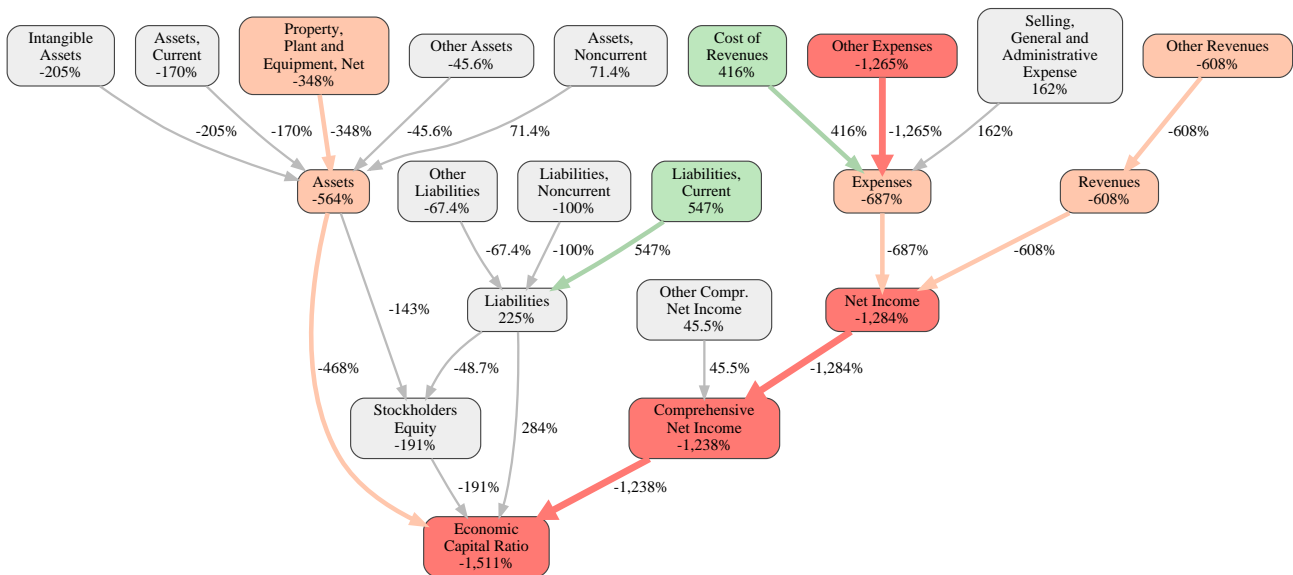 Intangible
Assets
-205%
Assets,
Current
-170%
Property,
Plant and
Equipment, Net
-348%
Other Assets
-45.6%
Assets,
Noncurrent
71.4%
Cost of
Revenues
416%
Other Expenses
-1,265%
Selling,
General and
Administrative
Expense
162%
Other Revenues
-608%
-205%
-170%
-348%
-45.6%
71.4%
416%
-1,265%
162%
-608%
Assets
-564%
Other
Liabilities
-67.4%
Liabilities,
Noncurrent
-100%
Liabilities,
Current
547%
Expenses
-687%
Revenues
-608%
-67.4%
-100%
547%
-687%
-608%
-143%
Liabilities
225%
Other Compr.
Net Income
45.5%
Net Income
-1,284%
-468%
-48.7%
45.5%
-1,284%
Stockholders
Equity
-191%
284%
Comprehensive
Net Income
-1,238%
-191%
-1,238%
Economic
Capital Ratio
-1,511%